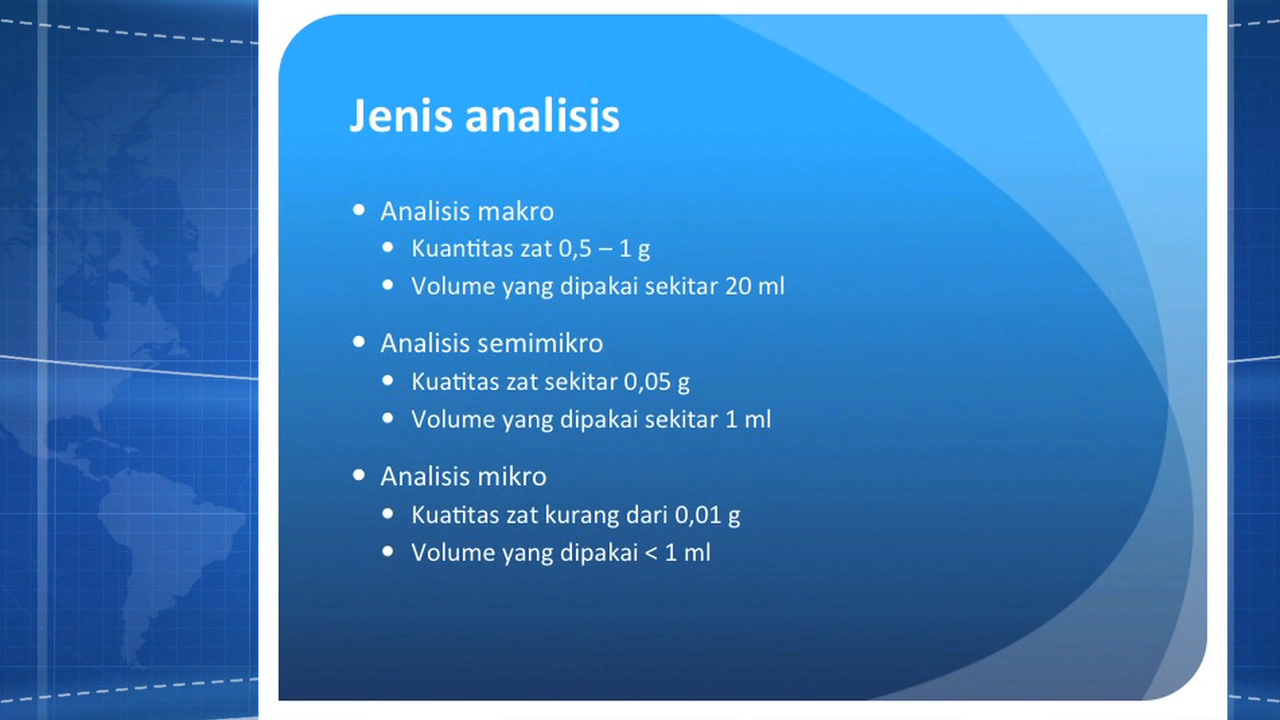 Jenis analisis
• Analisis makro
• Kuantitas zat 0,5 – 1 g
• Volume yang dipakai sekitar 20 ml
• Analisis semimikro
• Kuatitas zat sekitar 0,05 g
• Volume yang dipakai sekitar 1 ml
• Analisis mikro
• Kuatitas zat kurang dari 0,01 g
• Volume yang dipakai < 1 ml